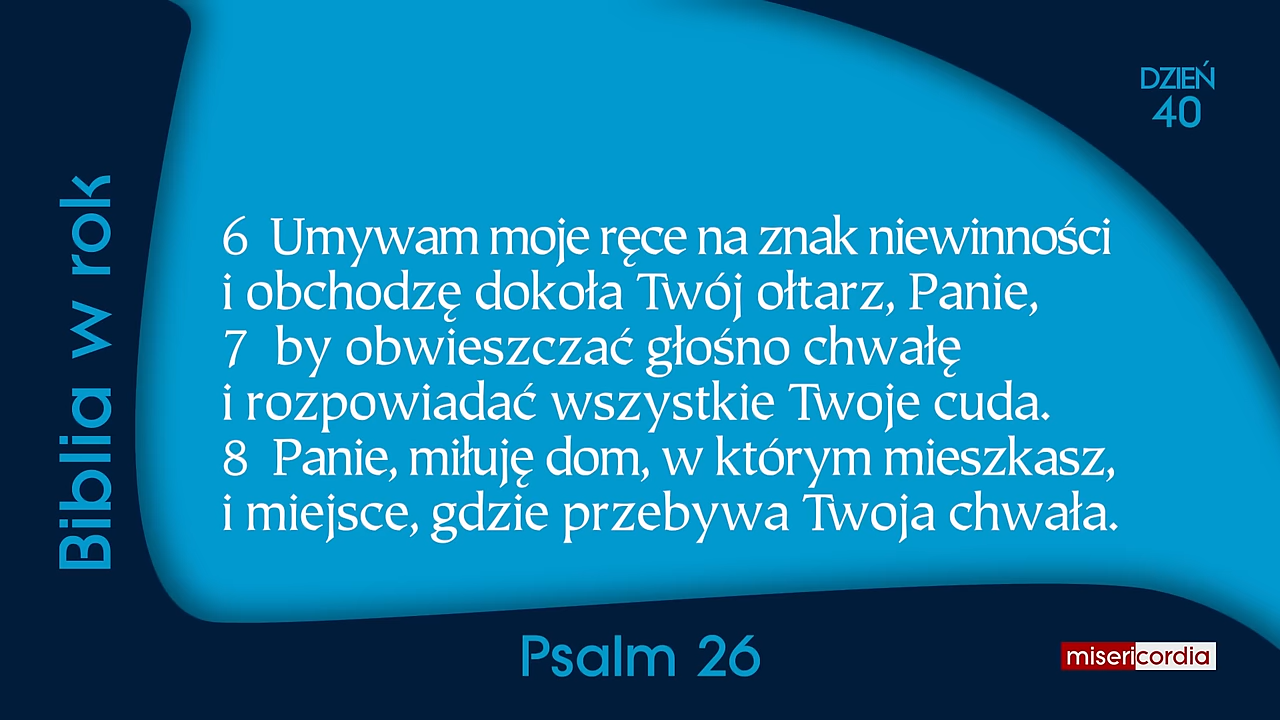 DZIEŃ
40
Biblia w rok
6 Umywam moje ręce na znak niewinności
i obchodzę dokoła Twój ołtarz, Panie,
7 by obwieszczać głośno chwałę
i rozpowiadać wszystkie Twoje cuda.
8 Panie, miłuję dom, w którym mieszkasz,
i miejsce, gdzie przebywa Twoja chwała.
Psalm 26
misericordia